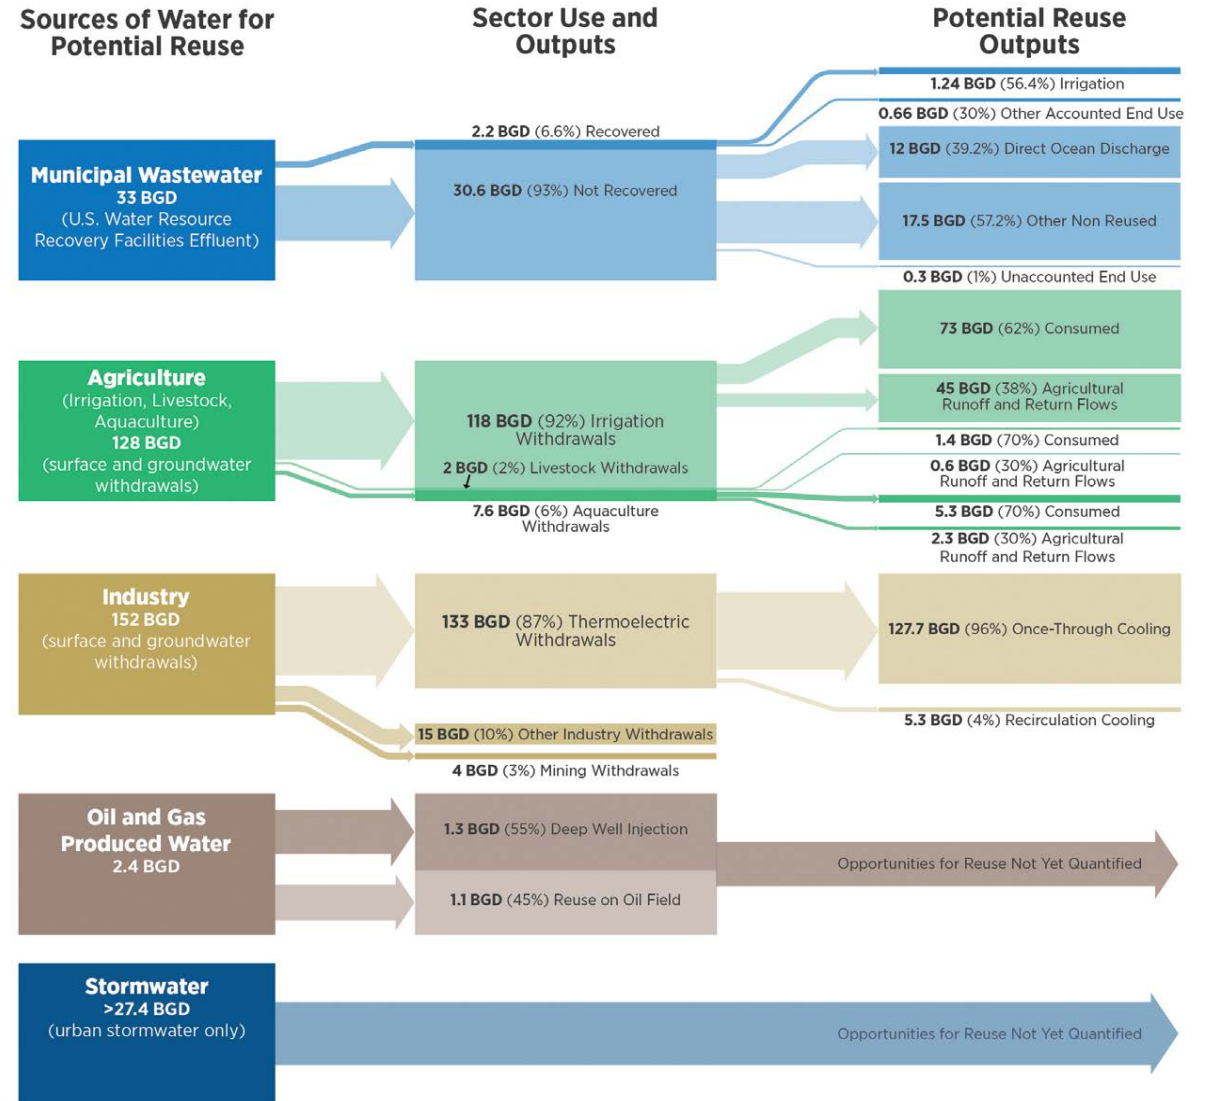 Sources of Water for
Potential Reuse
Sector Use and
Outputs
Potential Reuse
Outputs
Municipal Wastewater
33 BGD
(U.S. Water Resource
Recovery Facilities Effluent)
2.2 BGD (6.6%) Recovered
30.6 BGD (93%) Not Recovered
1.24 BGD (56.4%) Irrigation
0.66 BGD (30%) Other Accounted End Use
12 BGD (39.2%) Direct Ocean Discharge
17.5 BGD (57.2%) Other Non Reused
0.3 BGD (1%) Unaccounted End Use
Agriculture
(Irrigation, Livestock,
Aquaculture)
128 BGD
(surface and groundwater
withdrawals)
118 BGD (92%) Irrigation
Withdrawals
2 BGD (2%) Livestock Withdrawals
7.6 BGD (6%) Aquaculture
Withdrawals
73 BGD (62%) Consumed
45 BGD (38%) Agricultural
Runoff and Return Flows
1.4 BGD (70%) Consumed
0.6 BGD (30%) Agricultural
Runoff and Return Flows
5.3 BGD (70%) Consumed
2.3 BGD (30%) Agricultural
Runoff and Return Flows
Industry
152 BGD
(surface and groundwater
withdrawals)
133 BGD (87%) Thermoelectric
Withdrawals
15 BGD (10%) Other Industry Withdrawals
4 BGD (3%) Mining Withdrawals
127.7 BGD (96%) Once-Through Cooling
5.3 BGD (4%) Recirculation Cooling
Oil and Gas
Produced Water
2.4 BGD
1.3 BGD (55%) Deep Well Injection
1.1 BGD (45%) Reuse on Oil Field
Opportunities for Reuse Not Yet Quantified
Stormwater
>27.4 BGD
(urban stormwater only)
Opportunities for Reuse Not Yet Quantified